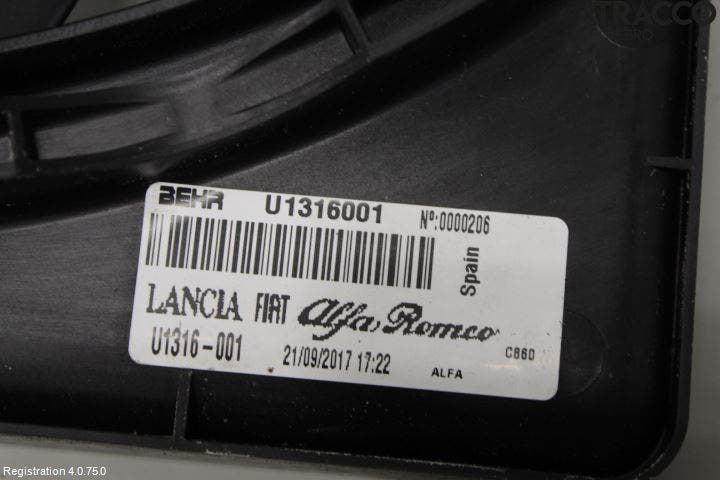 TRACCO
PRO
BEHR U1316001 Nº:0000206
Spain
LANCIA FIAT Alfa Romeo
U1316-001 21/09/2017 17:22 ALFA C860
Registration 4.0.75.0